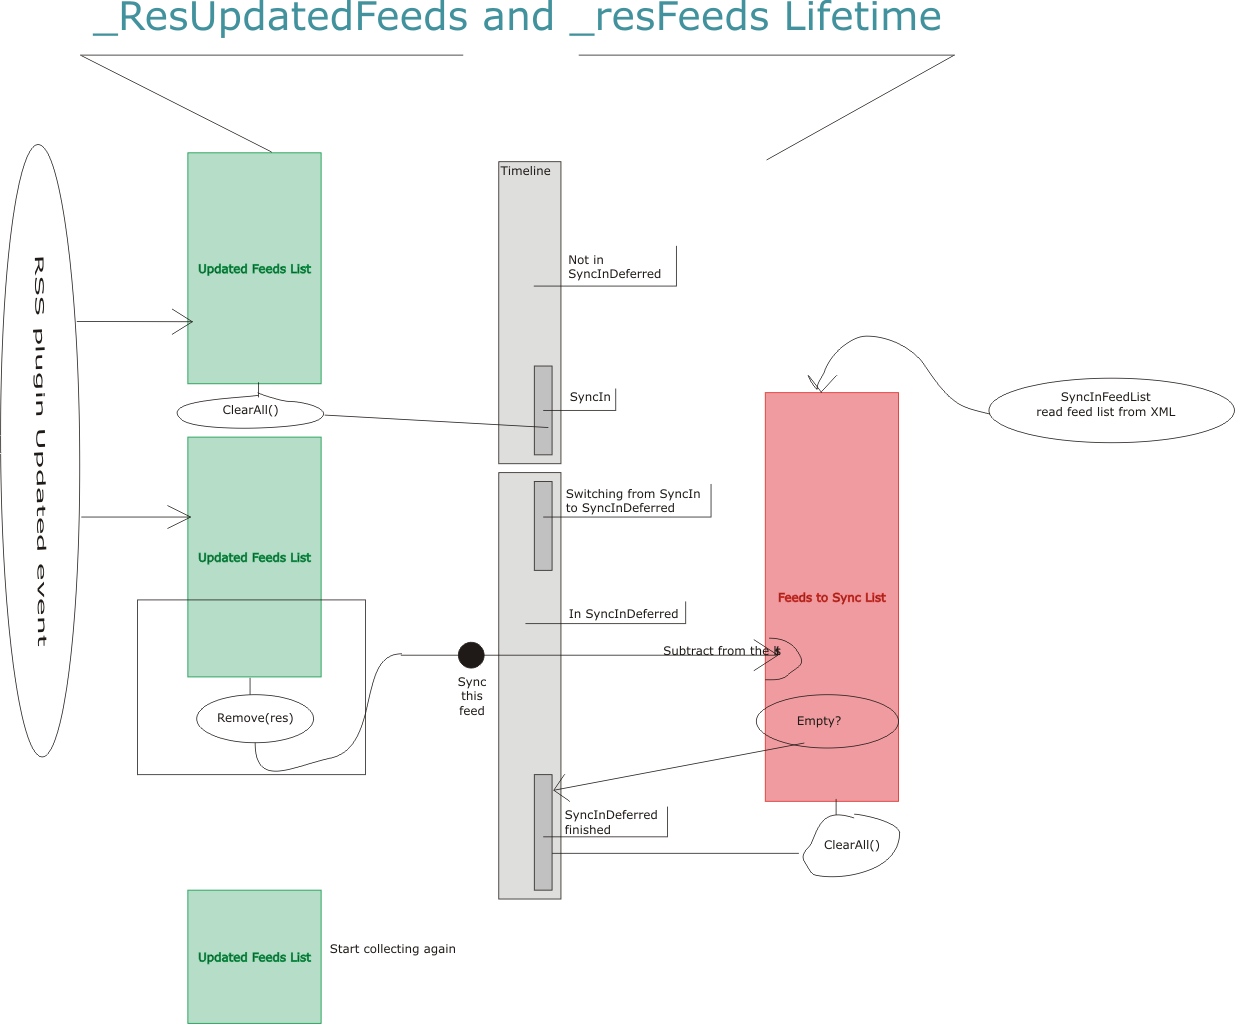 _ResUpdatedFeeds and _resFeeds Lifetime
RSS plugin Updated event
Updated Feeds List
Timeline
Not in
SyncInDeferred
ClearAll()
SyncIn
SyncInFeedList
read feed list from XML
Switching from SyncIn
to SyncInDeferred
Updated Feeds List
Feeds to Sync List
In SyncInDeferred
Subtract from the
Sync
this
feed
Remove(res)
Empty?
SyncInDeferred
finished
ClearAll()
Updated Feeds List
Start collecting again